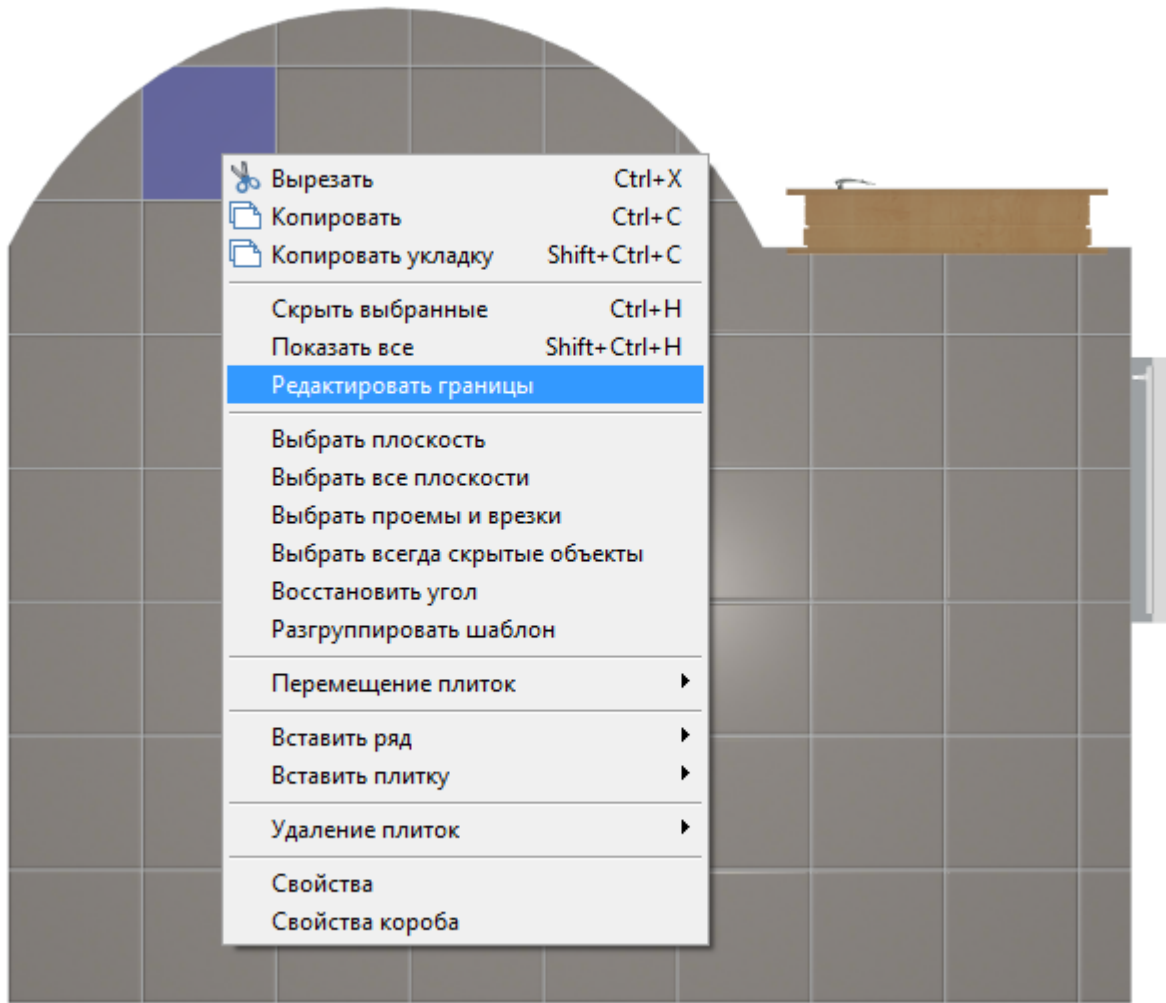 Вырезать Ctrl+X
Копировать Ctrl+C
Копировать укладку Shift+Ctrl+C
Скрыть выбранные Ctrl+H
Показать все Shift+Ctrl+H
Редактировать границы
Выбрать плоскость
Выбрать все плоскости
Выбрать проемы и врезки
Выбрать всегда скрытые объекты
Восстановить угол
Разгруппировать шаблон
Перемещение плиток
Вставить ряд
Вставить плитку
Удаление плиток
Свойства
Свойства короба